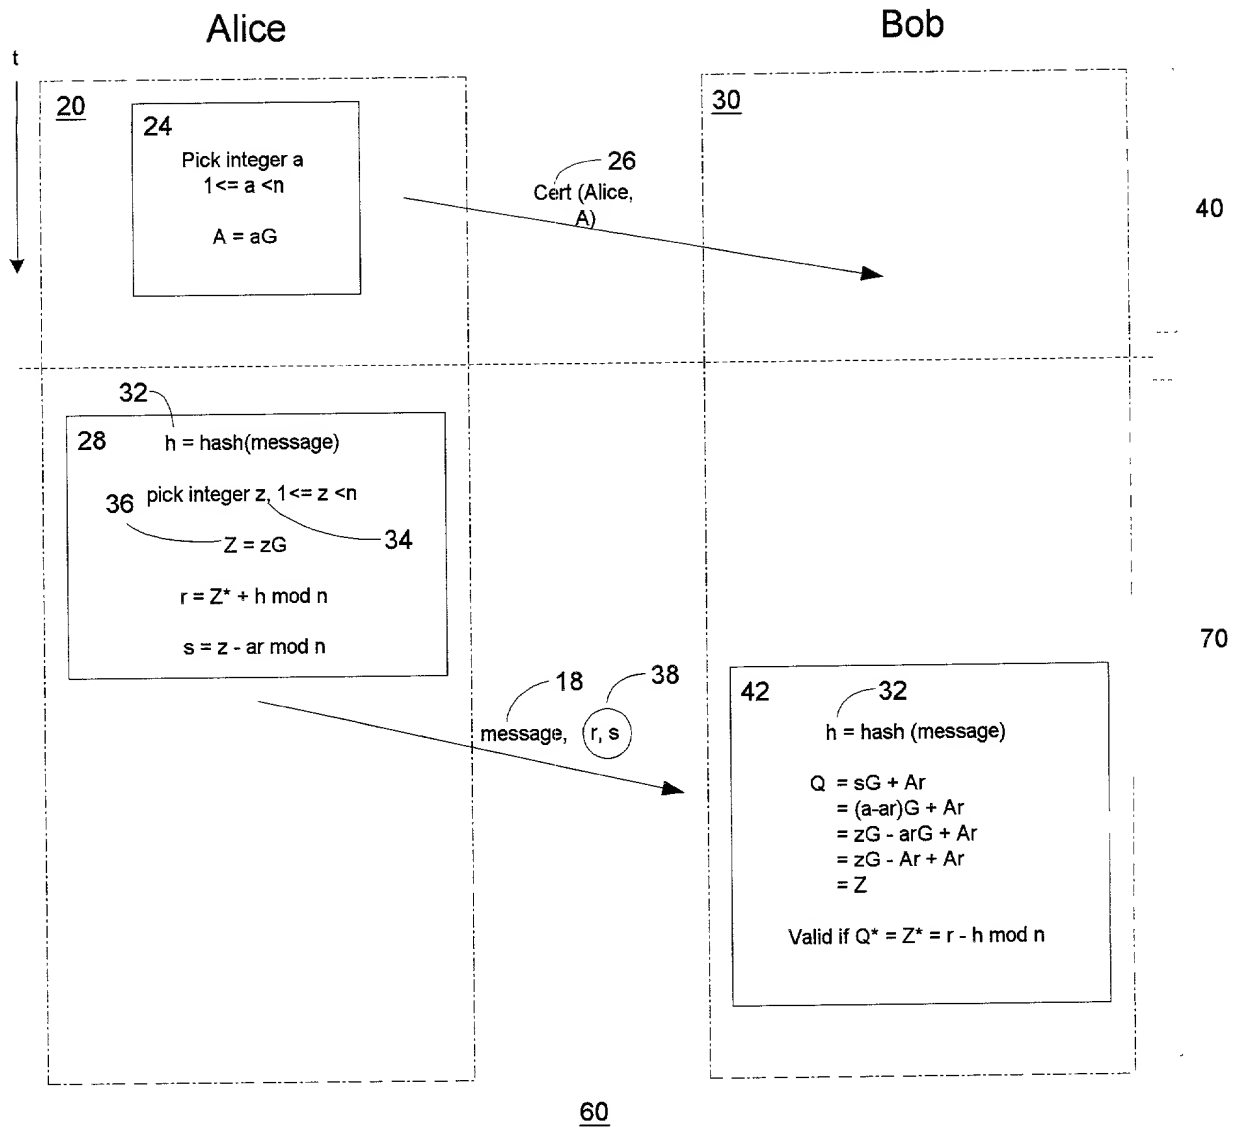 Alice
Bob
t
20
24
Pick integer a
1<= a <n
A = aG
26
Cert (Alice,
A)
30
40
32
28
h = hash(message)
36
pick integer z, 1<= z <n
34
Z = zG
r = Z* + h mod n
s = z - ar mod n
18
38
message,
r, s
70
42
32
h = hash (message)
Q = sG + Ar
= (a-ar)G + Ar
= zG - arG + Ar
= zG - Ar + Ar
= Z
Valid if Q* = Z* = r - h mod n
60